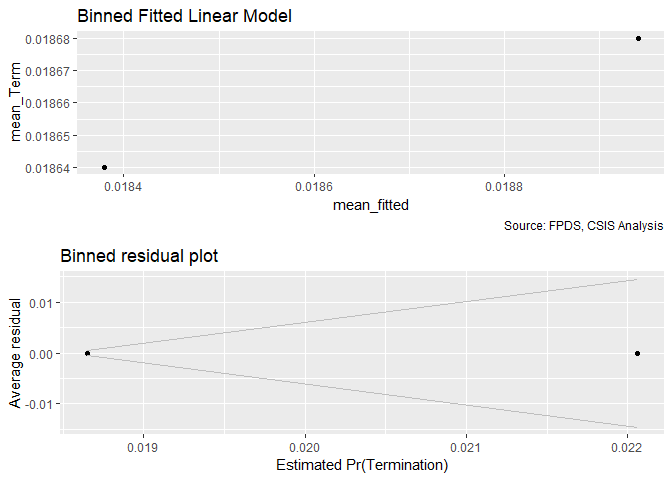 Binned Fitted Linear Model
mean_Term
0.01868
0.01867
0.01866
0.01865
0.01864
0.0184
0.0186
0.0188
mean_fitted
Source: FPDS, CSIS Analysis
Binned residual plot
Average residual
0.01
0.00
-0.01
0.019
0.020
0.021
0.022
Estimated Pr(Termination)